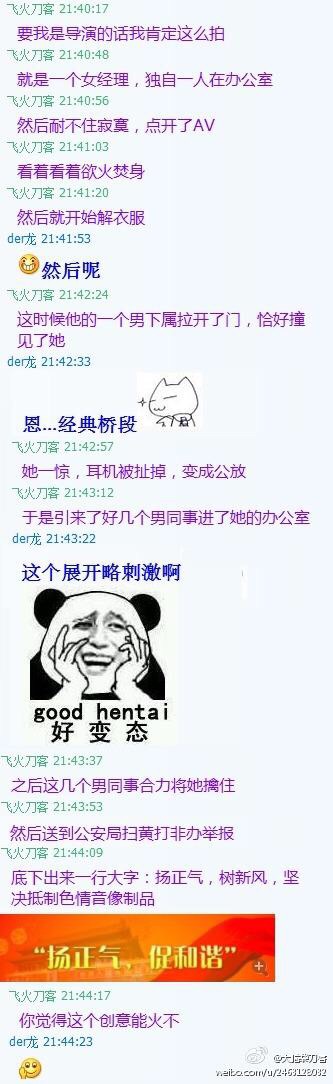 飞火刀客 21:40:17
要我是导演的话我肯定这么拍
飞火刀客 21:40:48
就是一个女经理，独自一人在办公室
飞火刀客 21:40:56
然后耐不住寂寞，点开了AV
飞火刀客 21:41:03
看着看着欲火焚身
飞火刀客 21:41:20
然后就开始解衣服
der龙 21:41:53
然后呢
飞火刀客 21:42:24
这时候他的一个男下属拉开了门，恰好撞
见了她
der龙 21:42:33
恩...经典桥段
飞火刀客 21:42:57
她一惊，耳机被扯掉，变成公放
飞火刀客 21:43:12
于是引来了好几个男同事进了她的办公室
der龙 21:43:22
这个展开略刺激啊
good hentai
好变态
飞火刀客 21:43:37
之后这几个男同事合力将她擒住
飞火刀客 21:43:53
然后送到公安局扫黄打非办举报
飞火刀客 21:44:09
底下出来一行大字：扬正气，树新风，坚
决抵制色情音像制品
“扬正气，促和谐”
飞火刀客 21:44:17
你觉得这个创意能火不
der龙 21:44:23